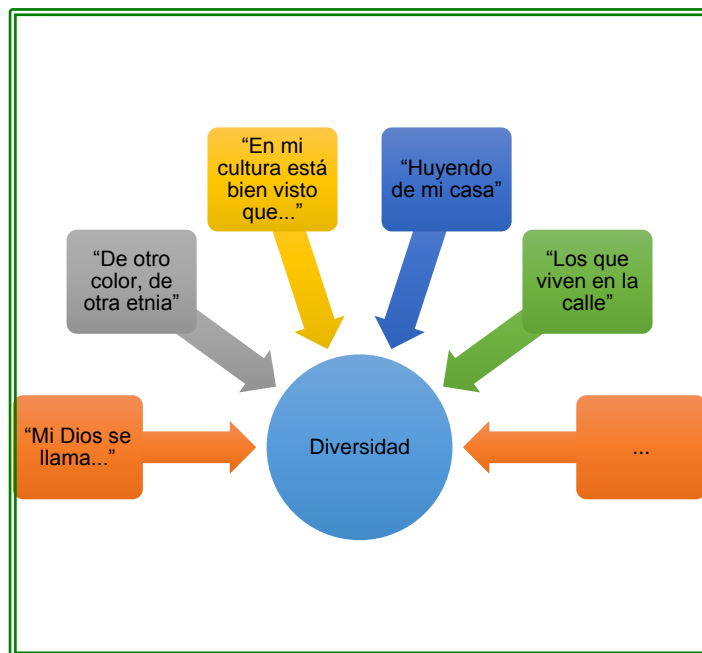 “En mi
cultura está
bien visto
que...”
“Huyendo
de mi casa”
“De otro
color, de
otra etnia”
“Los que
viven en la
calle”
“Mi Dios se
llama...”
Diversidad
...